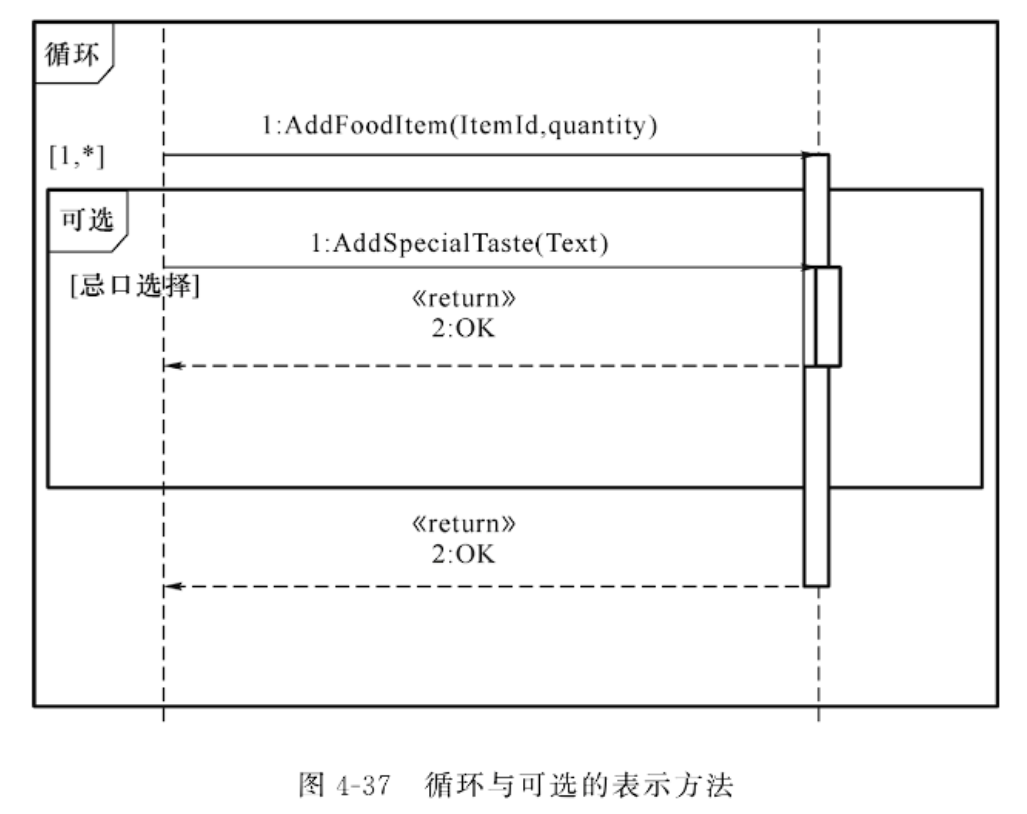 循环
1:AddFoodItem(ItemId,quantity)
[1,*]
可选
1:AddSpecialTaste(Text)
[忌口选择]
«return»
2:OK
«return»
2:OK
图 4-37 循环与可选的表示方法